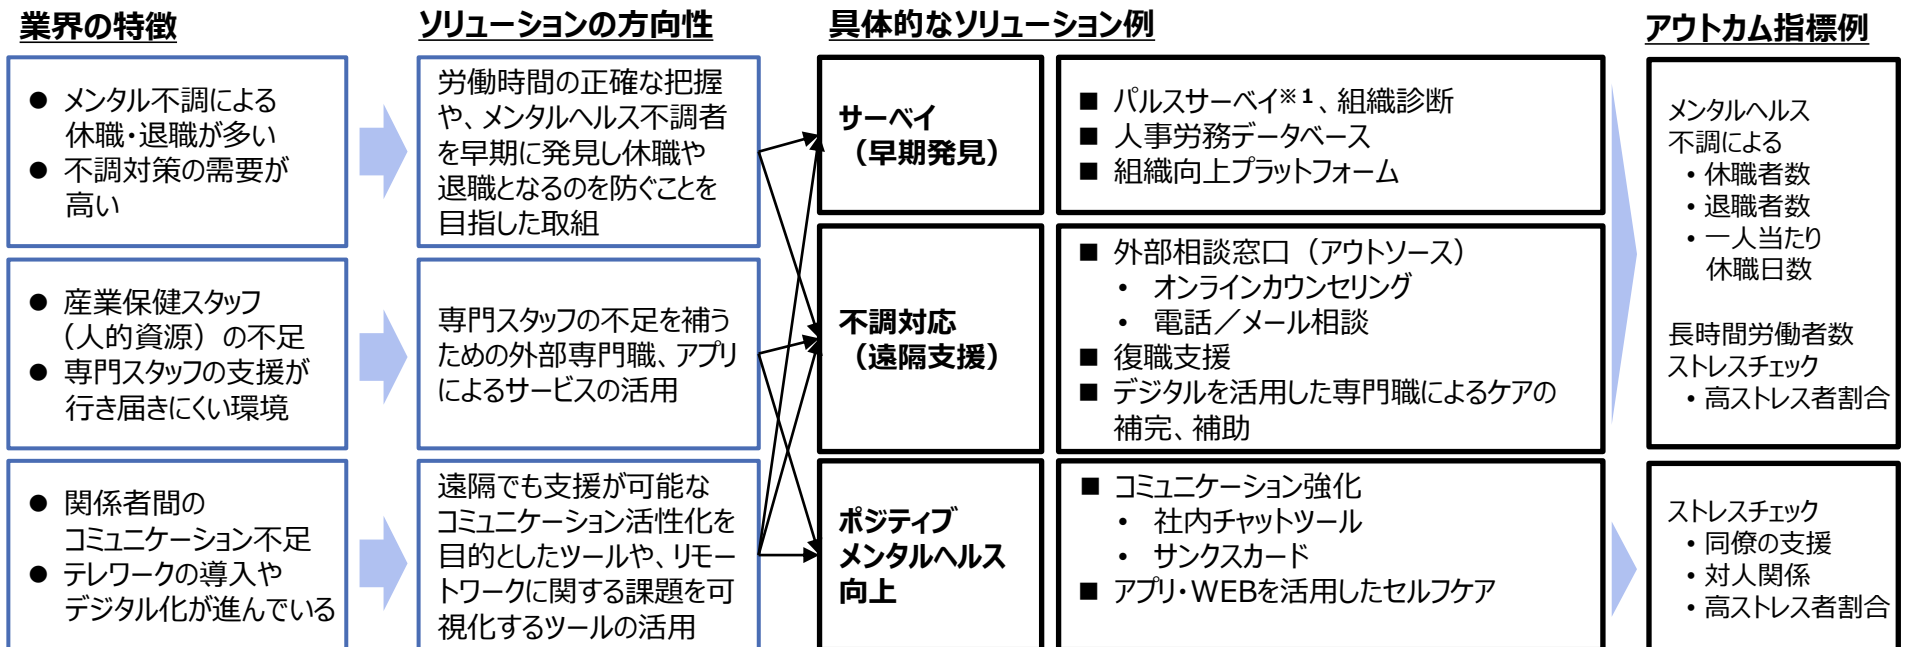 業界の特徴
ソリューションの方向性
具体的なソリューション例
アウトカム指標例
● メンタル不調による
休職・退職が多い
● 不調対策の需要が
高い
労働時間の正確な把握
や、メンタルヘルス不調者
を早期に発見し休職や
退職となるのを防ぐことを
目指した取組
サーベイ
（早期発見）
■ パルスサーベイ※1、組織診断
■ 人事労務データベース
■ 組織向上プラットフォーム
メンタルヘルス
不調による
• 休職者数
• 退職者数
• 一人当たり
休職日数
長時間労働者数
ストレスチェック
• 高ストレス者割合
● 産業保健スタッフ
（人的資源）の不足
● 専門スタッフの支援が
行き届きにくい環境
専門スタッフの不足を補う
ための外部専門職、アプリ
によるサービスの活用
不調対応
（遠隔支援）
■ 外部相談窓口（アウトソース）
• オンラインカウンセリング
• 電話／メール相談
■ 復職支援
■ デジタルを活用した専門職によるケアの
補完、補助
● 関係者間の
コミュニケーション不足
● テレワークの導入や
デジタル化が進んでいる
遠隔でも支援が可能な
コミュニケーション活性化を
目的としたツールや、リモー
トワークに関する課題を可
視化するツールの活用
ポジティブ
メンタルヘルス
向上
■ コミュニケーション強化
• 社内チャットツール
• サンクスカード
■ アプリ・WEBを活用したセルフケア
ストレスチェック
• 同僚の支援
• 対人関係
• 高ストレス者割合